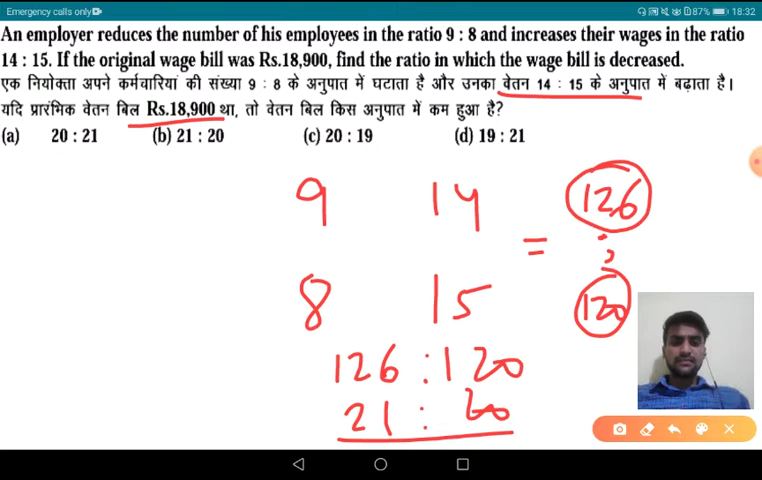 Emergency calls only 87% 18:32
An employer reduces the number of his employees in the ratio 9 : 8 and increases their wages in the ratio
14 : 15. If the original wage bill was Rs.18,900, find the ratio in which the wage bill is decreased.
एक नियोक्ता अपने कर्मचारियां की संख्या 9 : 8 के अनुपात में घटाता है और उनका वेतन 14 : 15 के अनुपात में बढ़ाता है।
यदि प्रारंभिक वेतन बिल Rs.18,900 था, तो वेतन बिल किस अनुपात में कम हुआ है?
(a) 20 : 21 (b) 21 : 20 (c) 20 : 19 (d) 19 : 21
9 14 = 126
:
8 15 120
126 : 120
21 : 20